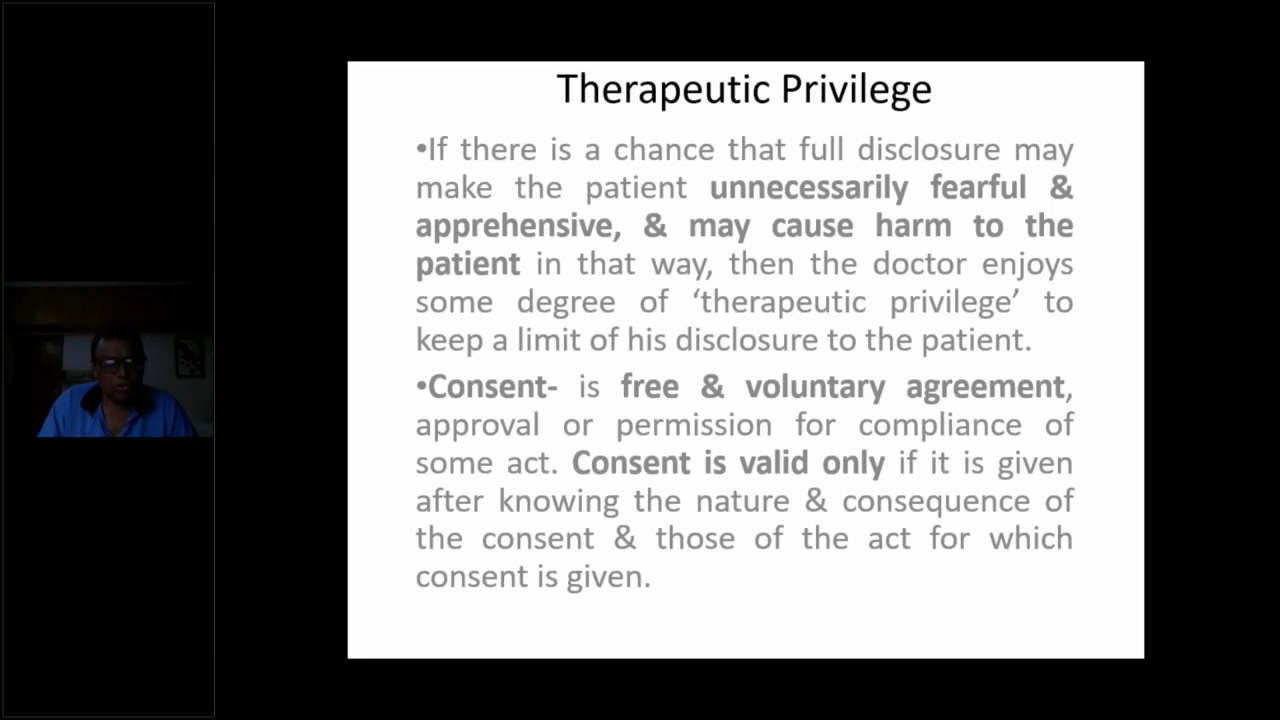 Therapeutic Privilege
•If there is a chance that full disclosure may
make the patient unnecessarily fearful &
apprehensive, & may cause harm to the
patient in that way, then the doctor enjoys
some degree of ‘therapeutic privilege’ to
keep a limit of his disclosure to the patient.
•Consent- is free & voluntary agreement,
approval or permission for compliance of
some act. Consent is valid only if it is given
after knowing the nature & consequence of
the consent & those of the act for which
consent is given.